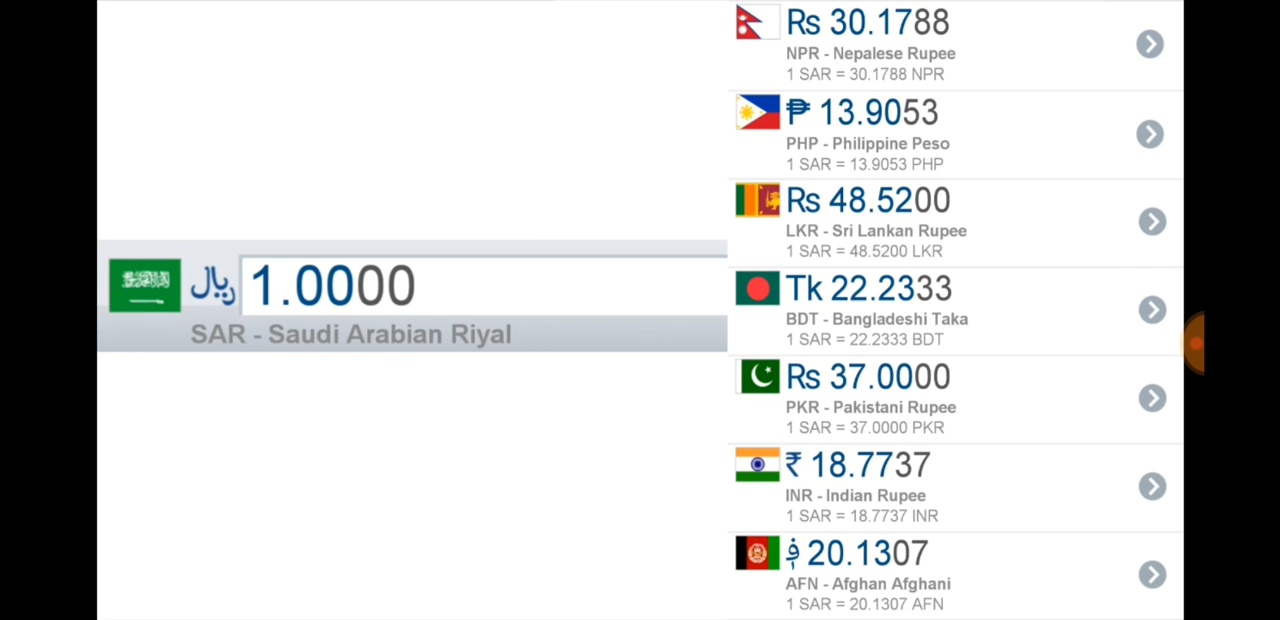 ريال 1.0000
SAR - Saudi Arabian Riyal
Rs 30.1788
NPR - Nepalese Rupee
1 SAR = 30.1788 NPR
₱ 13.9053
PHP - Philippine Peso
1 SAR = 13.9053 PHP
Rs 48.5200
LKR - Sri Lankan Rupee
1 SAR = 48.5200 LKR
Tk 22.2333
BDT - Bangladeshi Taka
1 SAR = 22.2333 BDT
Rs 37.0000
PKR - Pakistani Rupee
1 SAR = 37.0000 PKR
₹ 18.7737
INR - Indian Rupee
1 SAR = 18.7737 INR
؋ 20.1307
AFN - Afghan Afghani
1 SAR = 20.1307 AFN